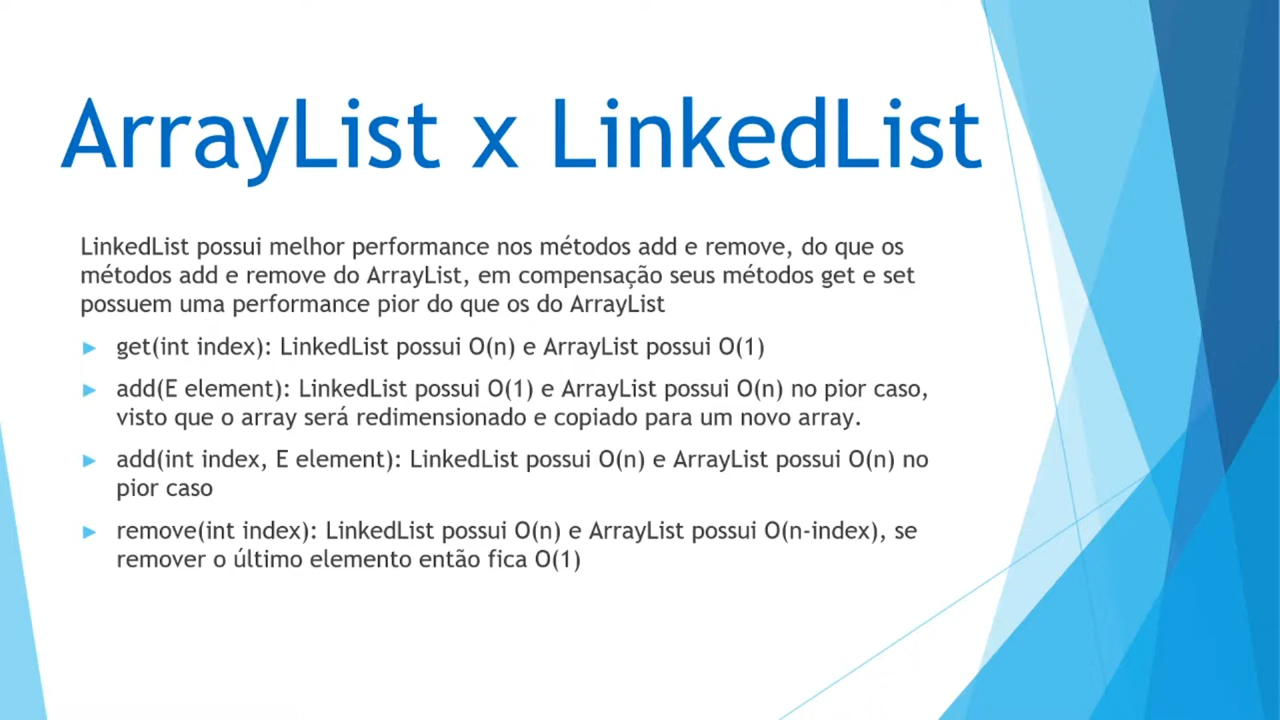 ArrayList x LinkedList
LinkedList possui melhor performance nos métodos add e remove, do que os
métodos add e remove do ArrayList, em compensação seus métodos get e set
possuem uma performance pior do que os do ArrayList
get(int index): LinkedList possui O(n) e ArrayList possui O(1)
add(E element): LinkedList possui O(1) e ArrayList possui O(n) no pior caso,
visto que o array será redimensionado e copiado para um novo array.
add(int index, E element): LinkedList possui O(n) e ArrayList possui O(n) no
pior caso
remove(int index): LinkedList possui O(n) e ArrayList possui O(n-index), se
remover o último elemento então fica O(1)